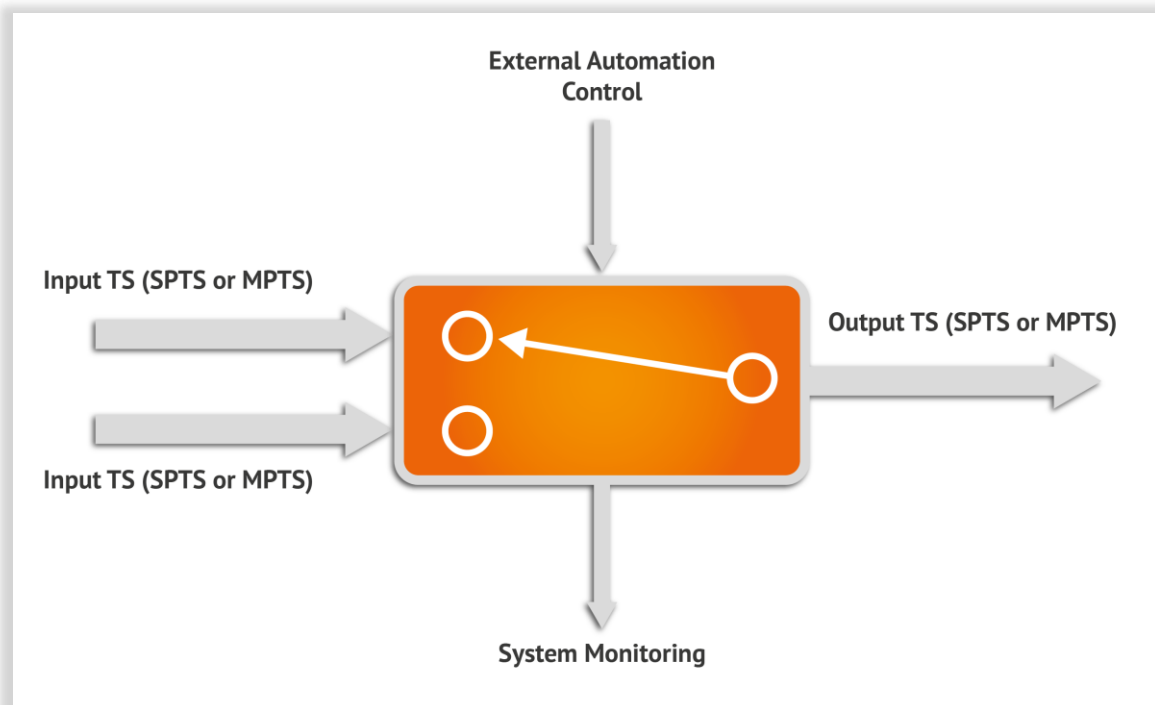 External Automation
Control
Input TS (SPTS or MPTS)
Output TS (SPTS or MPTS)
Input TS (SPTS or MPTS)
System Monitoring